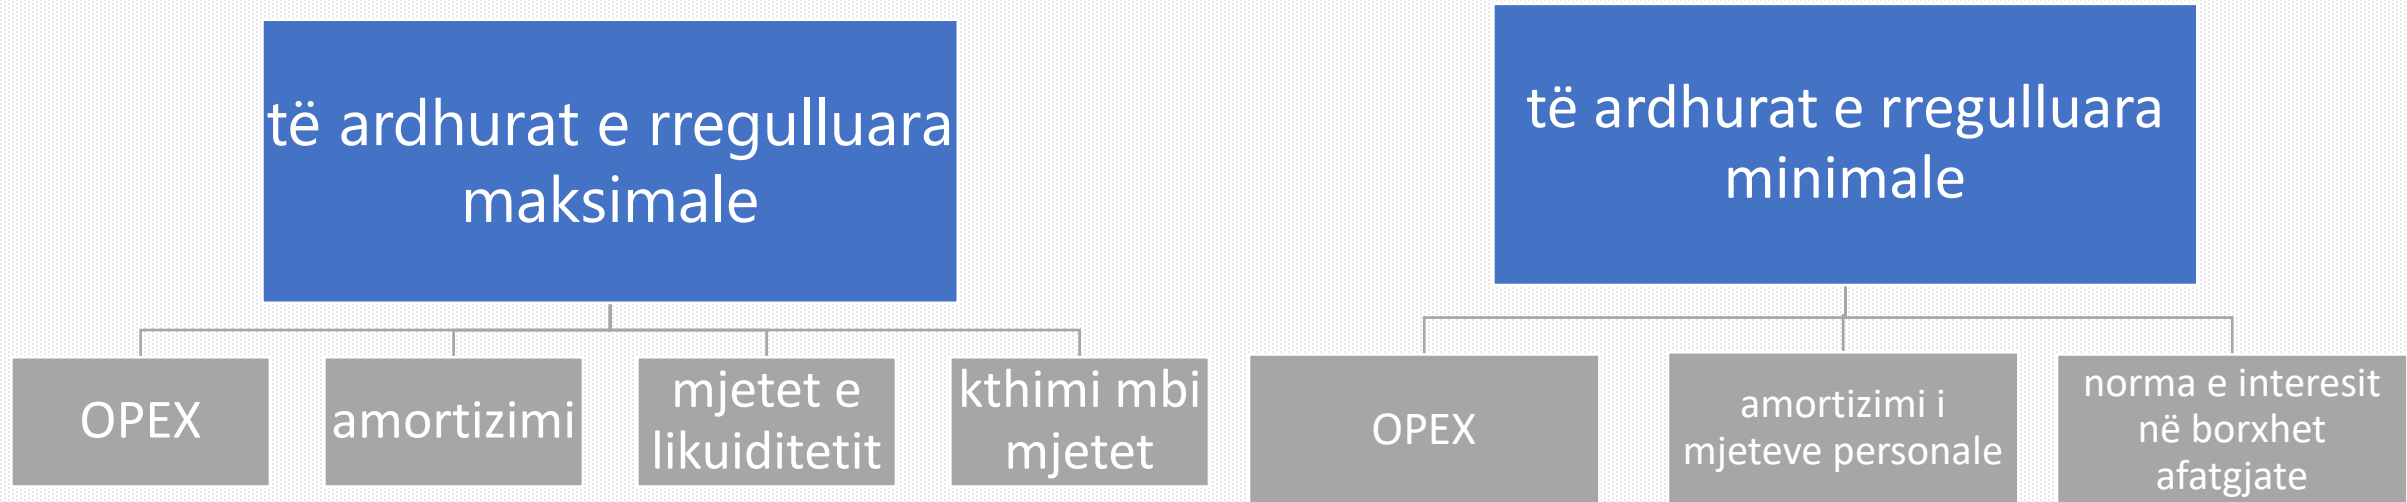 të ardhurat e rregulluara
maksimale
OPEX
amortizimi
mjetet e
likuiditetit
kthimi mbi
mjetet
të ardhurat e rregulluara
minimale
OPEX
amortizimi i
mjeteve personale
norma e interesit
në borxhet
afatgjate